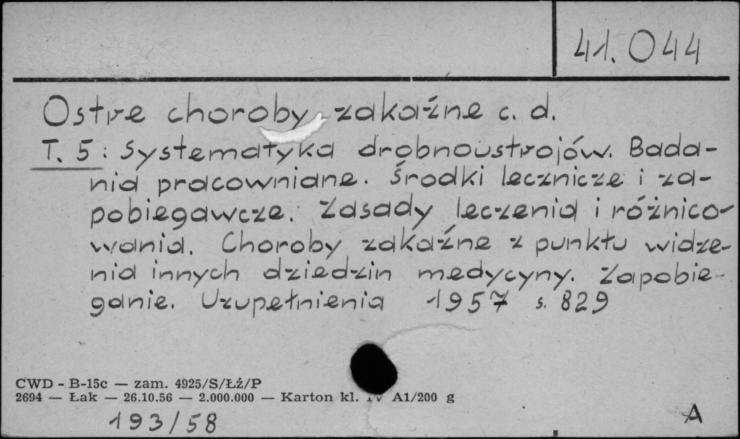 41.044
Ostre choroby zakaźne c. d.
T. 5 : Systematyka drobnoustrojów. Bada-
nia pracowniane. Środki lecznicze i za-
pobiegawcze. Zasady leczenia i różnico-
wania. Choroby zakaźne z punktu widze-
nia innych dziedzin medycyny. Zapobie-
ganie. Uzupełnienia 1957 s. 829
CWD - B-15c — zam. 4925/S/ŁŻ/P
2694 — Łak — 26.10.56 — 2.000.000 — Karton kl. IV A1/200 g
193/58
A